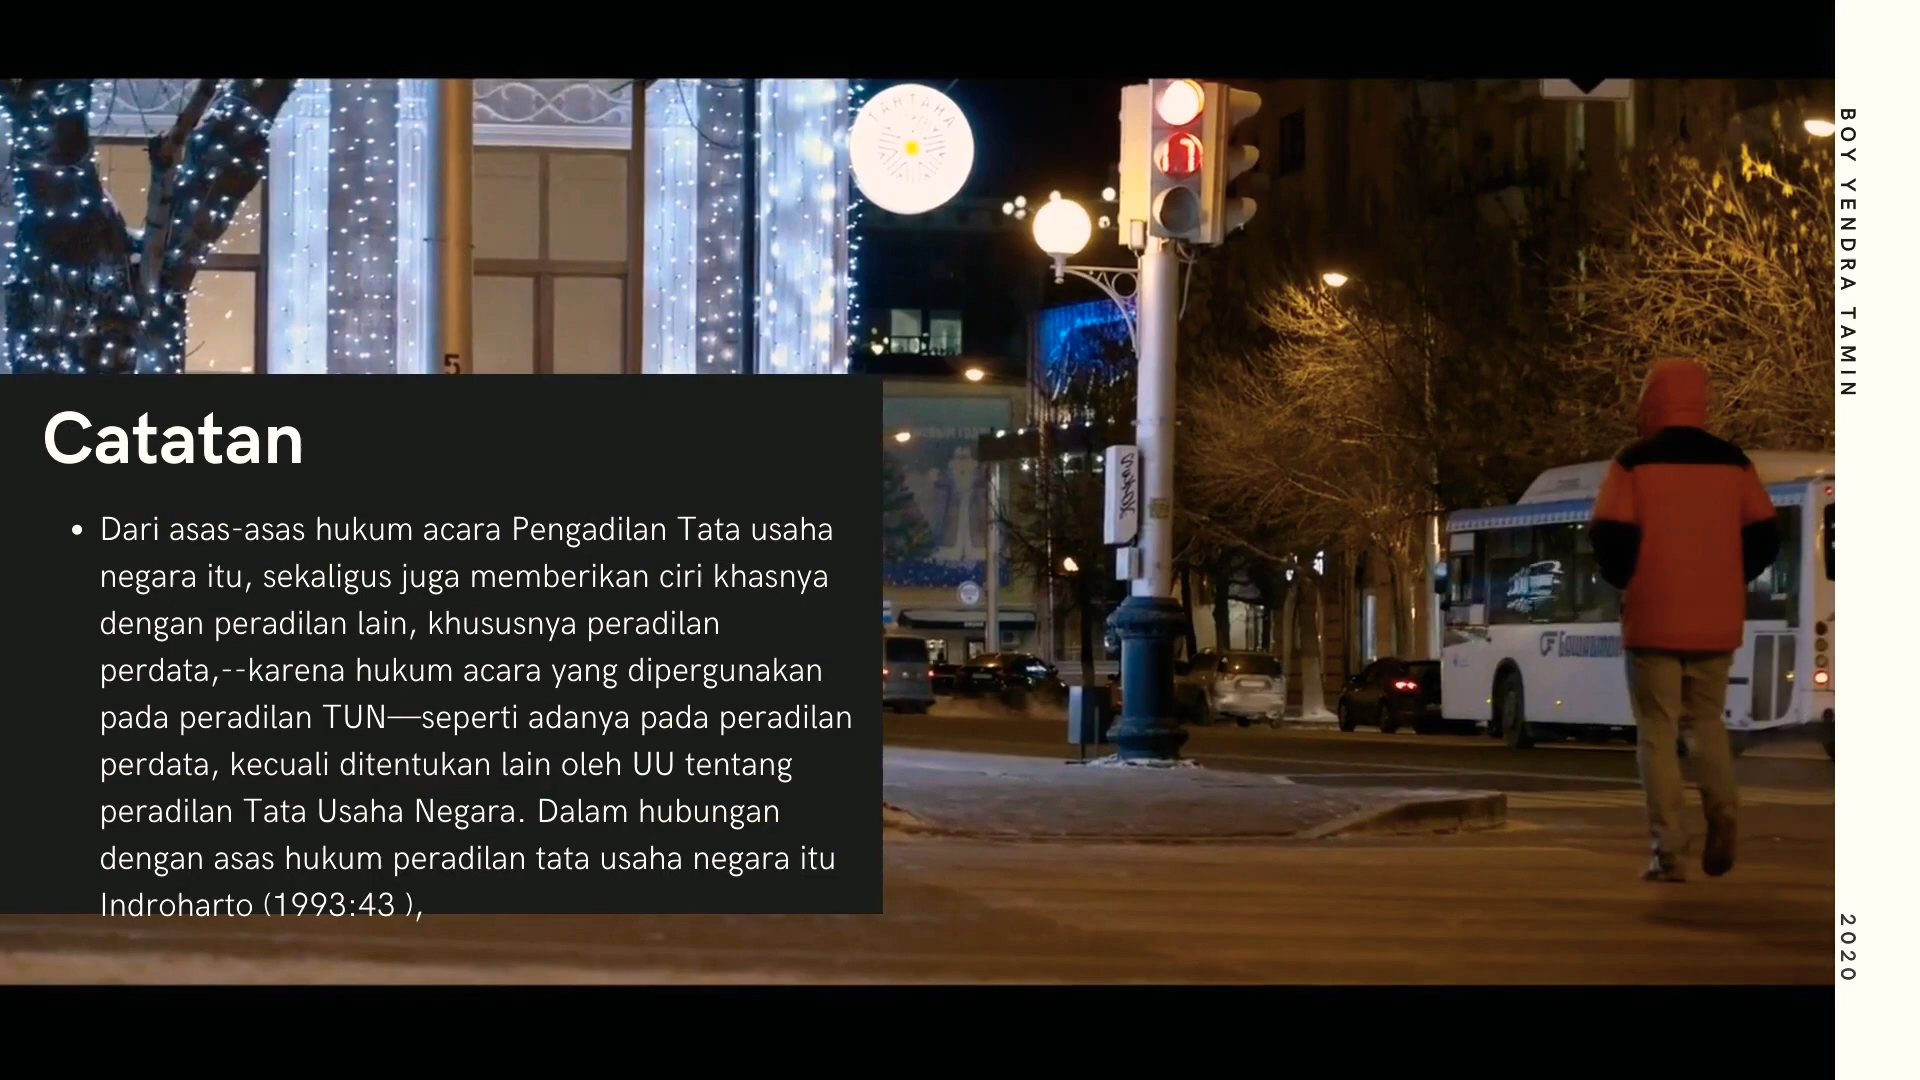 ТАНТАНА
17
5
Catatan
• Dari asas-asas hukum acara Pengadilan Tata usaha
negara itu, sekaligus juga memberikan ciri khasnya
dengan peradilan lain, khususnya peradilan
perdata,--karena hukum acara yang dipergunakan
pada peradilan TUN—seperti adanya pada peradilan
perdata, kecuali ditentukan lain oleh UU tentang
peradilan Tata Usaha Negara. Dalam hubungan
dengan asas hukum peradilan tata usaha negara itu
Indroharto (1993:43 ),
BOY YENDRA TAMIN
2020